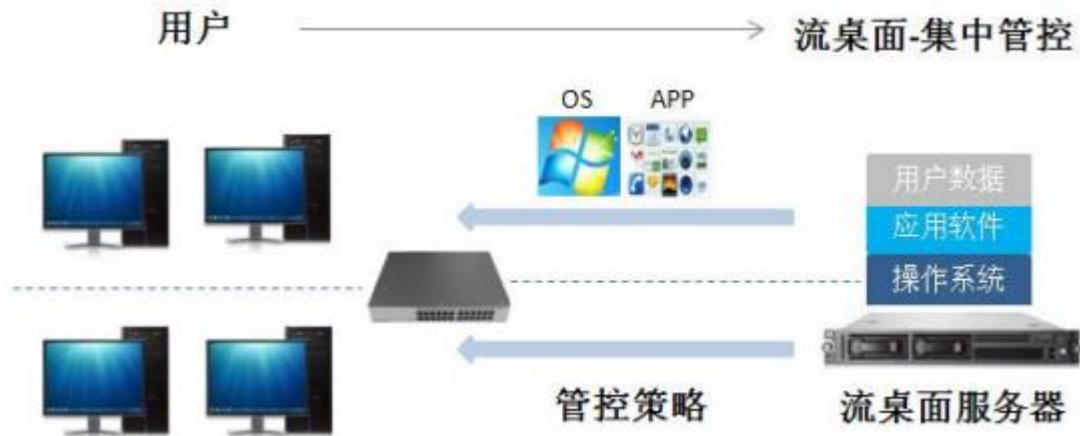 用户
流桌面-集中管控
OS
APP
用户数据
应用软件
操作系统
管控策略
流桌面服务器